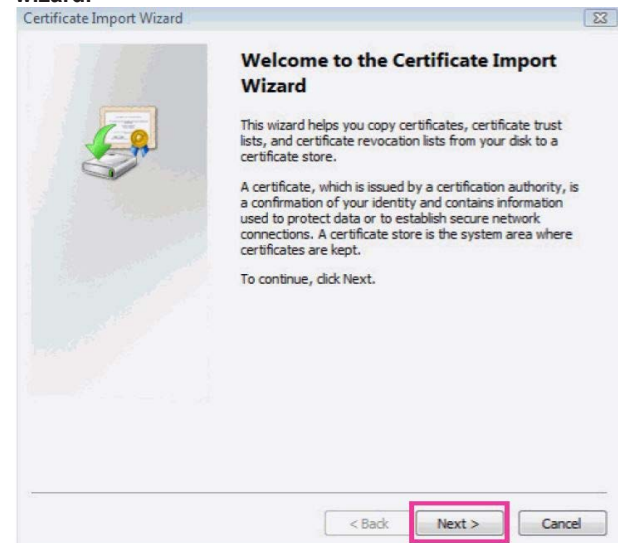 wizard.
Certificate Import Wizard
Welcome to the Certificate Import
Wizard
This wizard helps you copy certificates, certificate trust
lists, and certificate revocation lists from your disk to a
certificate store.
A certificate, which is issued by a certification authority, is
a confirmation of your identity and contains information
used to protect data or to establish secure network
connections. A certificate store is the system area where
certificates are kept.
To continue, click Next.
< Back Next > Cancel